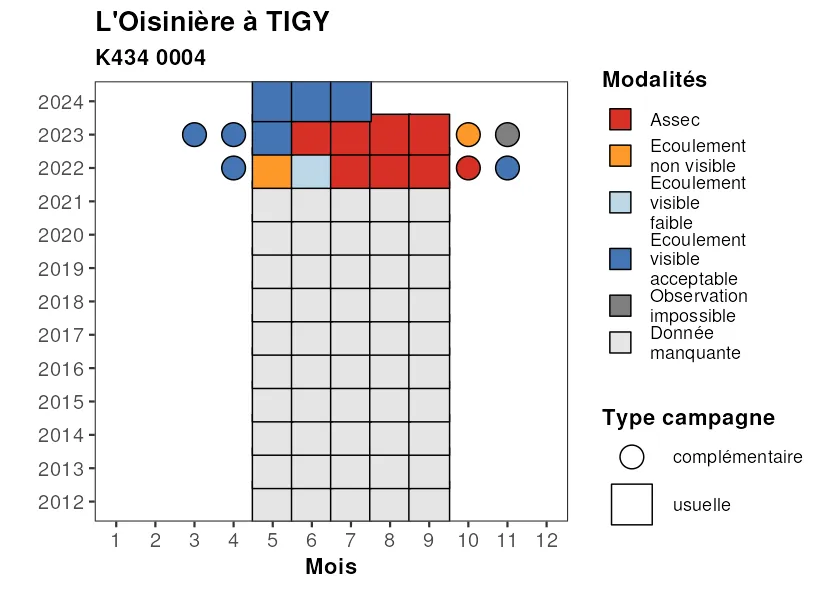 L'Oisinière à TIGY
K434 0004
2024
2023
2022
2021
2020
2019
2018
2017
2016
2015
2014
2013
2012
1 2 3 4 5 6 7 8 9 10 11 12
Mois
Modalités
Assec
Ecoulement
non visible
Ecoulement
visible
faible
Ecoulement
visible
acceptable
Observation
impossible
Donnée
manquante
Type campagne
complémentaire
usuelle